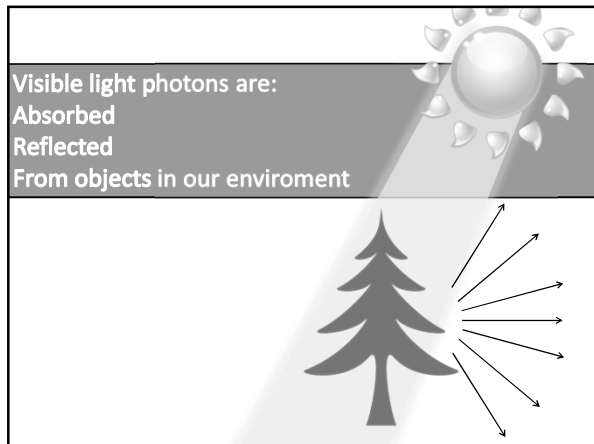 Visible light photons are:
Absorbed
Reflected
From objects in our enviroment